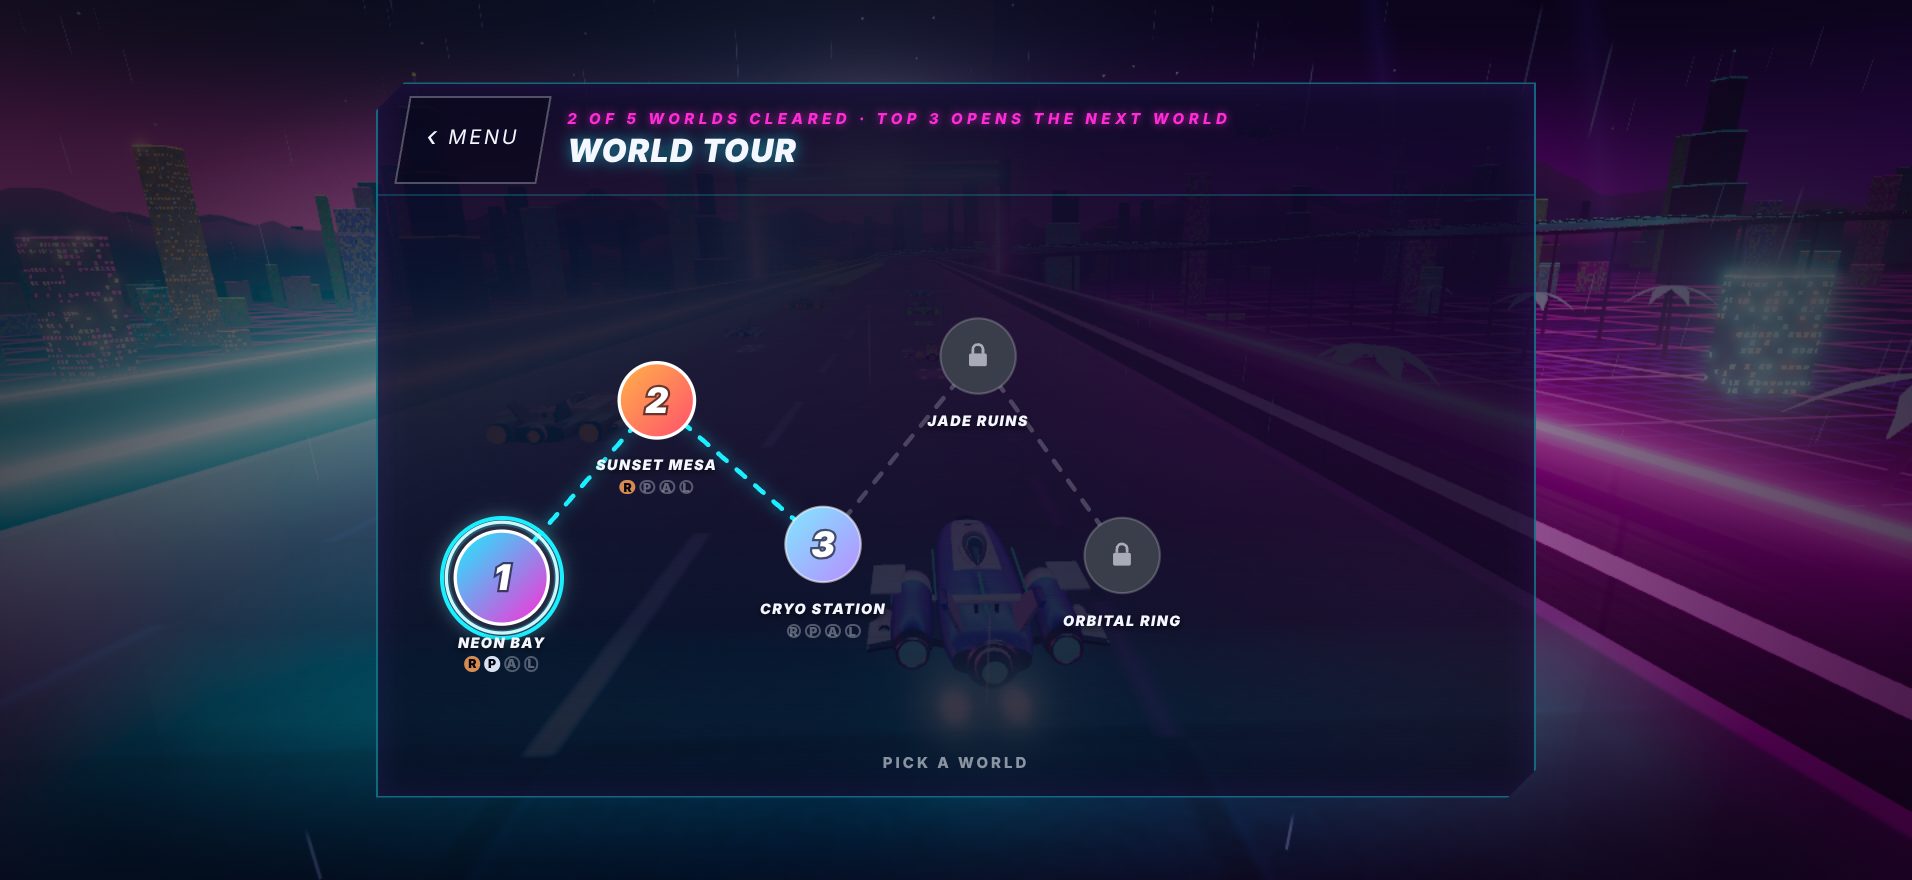 ‹ MENU
2 OF 5 WORLDS CLEARED · TOP 3 OPENS THE NEXT WORLD
WORLD TOUR
JADE RUINS
2
SUNSET MESA
R P A L
3
CRYO STATION
R P A L
1
NEON BAY
R P A L
ORBITAL RING
PICK A WORLD